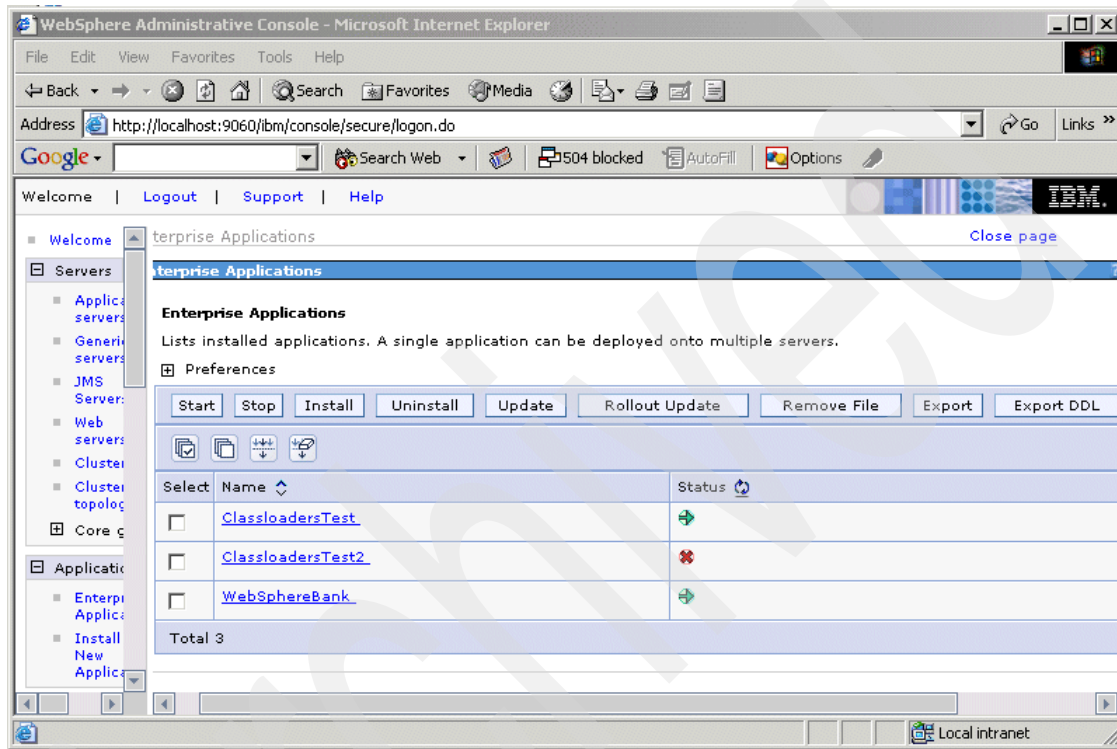 WebSphere Administrative Console - Microsoft Internet Explorer
File Edit View Favorites Tools Help
Back Search Favorites Media
Address http://localhost:9060/ibm/console/secure/logon.do Go Links »
Google Search Web 504 blocked AutoFill Options
Welcome | Logout | Support | Help IBM.
Welcome
Servers
Applica
servers
Generi
servers
JMS
Server
Web
servers
Cluster
Cluster
topolog
Core g
Applicatio
Enterpr
Applica
Install
New
Applica
terprise Applications Close page
terprise Applications ?
Enterprise Applications
Lists installed applications. A single application can be deployed onto multiple servers.
Preferences
Start Stop Install Uninstall Update Rollout Update Remove File Export Export DDL
Select Name Status
ClassloadersTest
ClassloadersTest2
WebSphereBank
Total 3
Local intranet